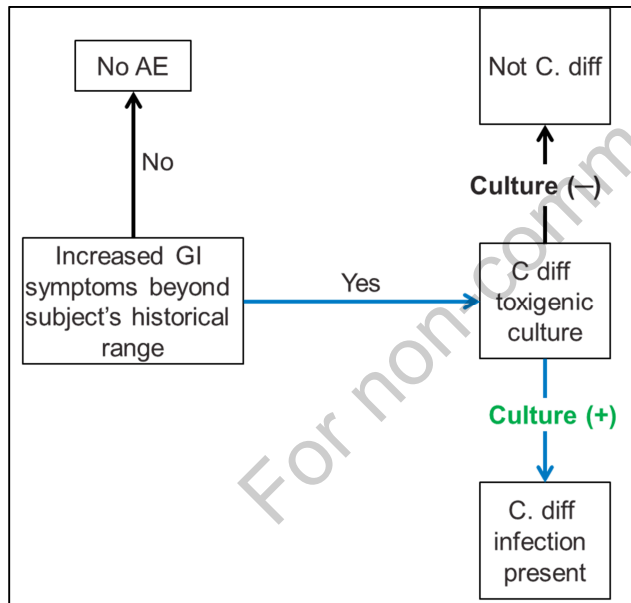 No AE
Not C. diff
No
Culture (—)
Increased GI
symptoms beyond
subject's historical
range
Yes
C diff
toxigenic
culture
Culture (+)
C. diff
infection
present
For non-comm